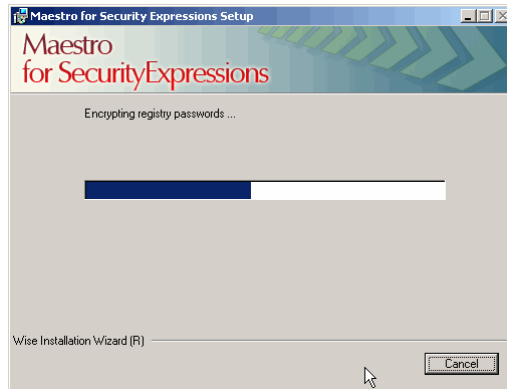 Maestro for Security Expressions Setup
Maestro
for SecurityExpressions
Encrypting registry passwords ...
Wise Installation Wizard (R)
Cancel